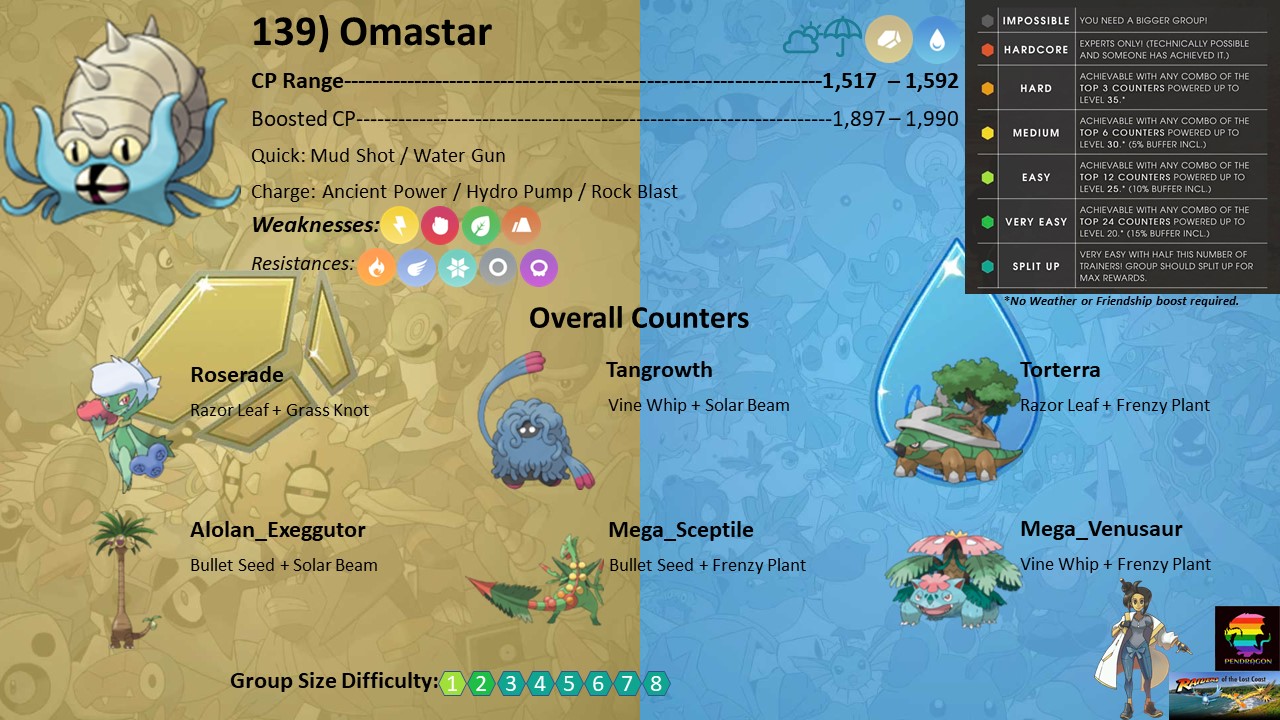 139) Omastar
CP Range--------------------------------------------------------------------1,517 – 1,592
Boosted CP--------------------------------------------------------------------1,897 – 1,990
Quick: Mud Shot / Water Gun
Charge: Ancient Power / Hydro Pump / Rock Blast
Weaknesses:
Resistances:
IMPOSSIBLE YOU NEED A BIGGER GROUP!
HARDCORE EXPERTS ONLY! (TECHNICALLY POSSIBLE
AND SOMEONE HAS ACHIEVED IT.)
HARD ACHIEVABLE WITH ANY COMBO OF THE
TOP 3 COUNTERS POWERED UP TO
LEVEL 35.*
MEDIUM ACHIEVABLE WITH ANY COMBO OF THE
TOP 6 COUNTERS POWERED UP TO
LEVEL 30.* (5% BUFFER INCL.)
EASY ACHIEVABLE WITH ANY COMBO OF THE
TOP 12 COUNTERS POWERED UP TO
LEVEL 25.* (10% BUFFER INCL.)
VERY EASY ACHIEVABLE WITH ANY COMBO OF THE
TOP 24 COUNTERS POWERED UP TO
LEVEL 20.* (15% BUFFER INCL.)
SPLIT UP VERY EASY WITH HALF THIS NUMBER OF
TRAINERS! GROUP SHOULD SPLIT UP FOR
MAX REWARDS.
*No Weather or Friendship boost required.
Overall Counters
Roserade
Razor Leaf + Grass Knot
Tangrowth
Vine Whip + Solar Beam
Torterra
Razor Leaf + Frenzy Plant
Alolan_Exeggutor
Bullet Seed + Solar Beam
Mega_Sceptile
Bullet Seed + Frenzy Plant
Mega_Venusaur
Vine Whip + Frenzy Plant
Group Size Difficulty: 1 2 3 4 5 6 7 8
PENDRAGON
RAIDERS of the Lost Coast